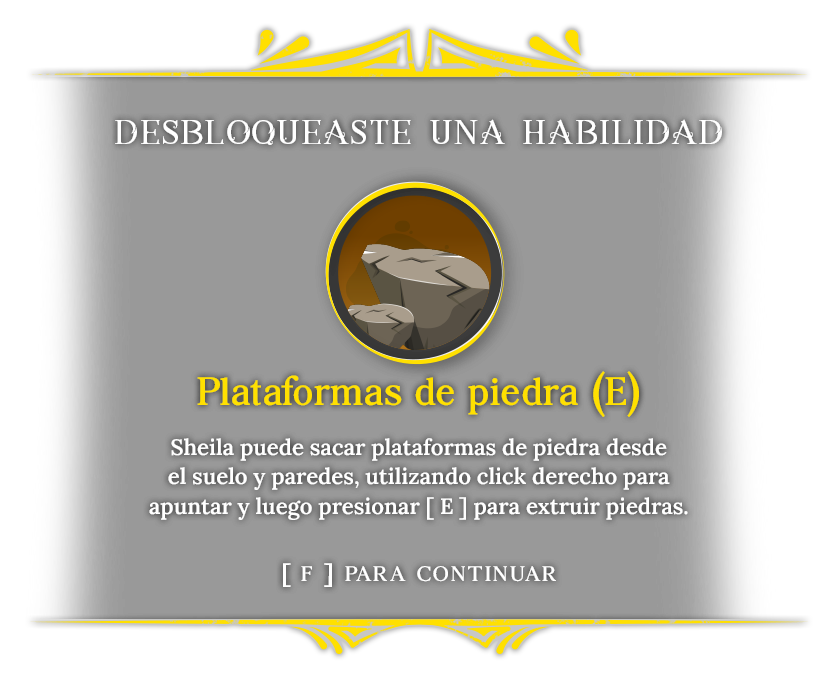 DESBLOQUEASTE UNA HABILIDAD
Plataformas de piedra (E)
Sheila puede sacar plataformas de piedra desde
el suelo y paredes, utilizando click derecho para
apuntar y luego presionar [ E ] para extruir piedras.
[ F ] PARA CONTINUAR